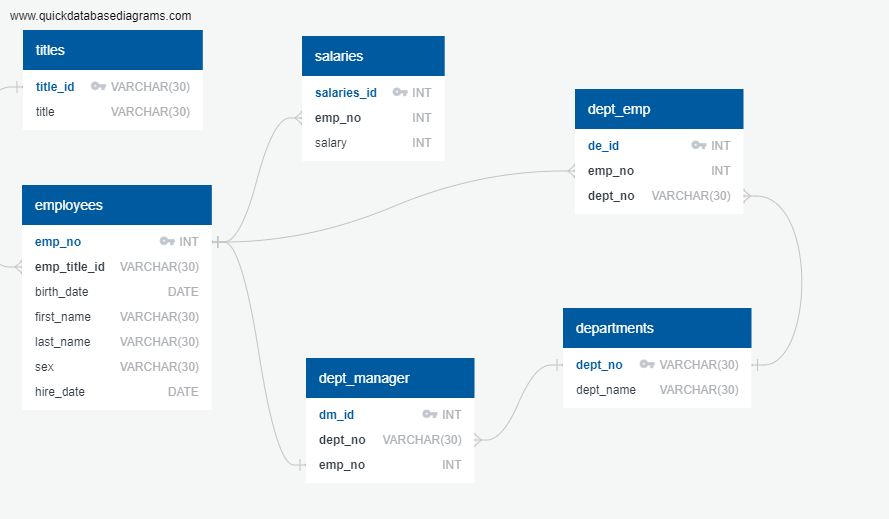 www.quickdatabasediagrams.com
titles
title_id VARCHAR(30)
title VARCHAR(30)
salaries
salaries_id INT
emp_no INT
salary INT
dept_emp
de_id INT
emp_no INT
dept_no VARCHAR(30)
employees
emp_no INT
emp_title_id VARCHAR(30)
birth_date DATE
first_name VARCHAR(30)
last_name VARCHAR(30)
sex VARCHAR(30)
hire_date DATE
departments
dept_no VARCHAR(30)
dept_name VARCHAR(30)
dept_manager
dm_id INT
dept_no VARCHAR(30)
emp_no INT